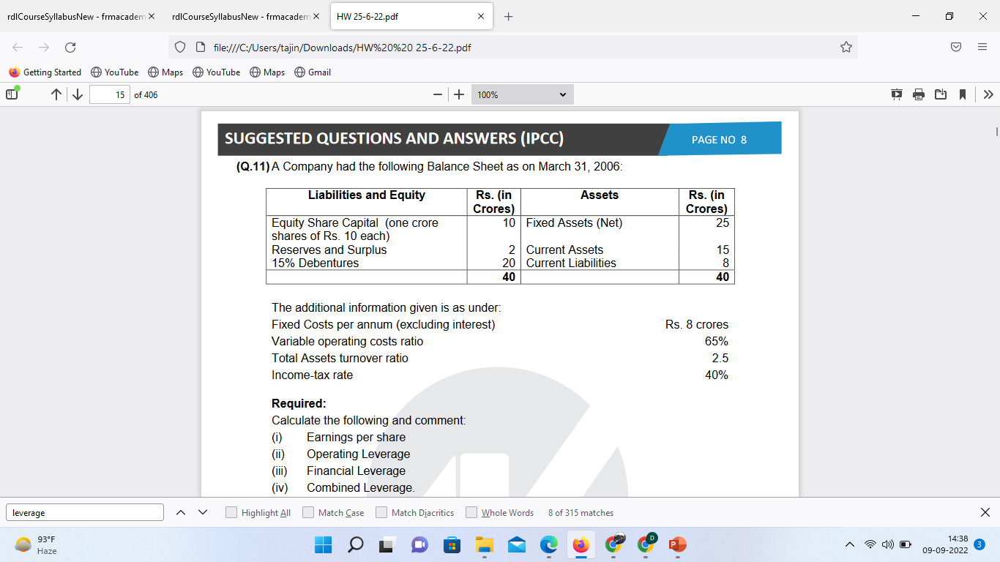 rdlCourseSyllabusNew - frmacadem
rdlCourseSyllabusNew - frmacadem
HW 25-6-22.pdf
file:///C:/Users/tajin/Downloads/HW%20%20 25-6-22.pdf
Getting Started YouTube Maps YouTube Maps Gmail
15 of 406
100%
SUGGESTED QUESTIONS AND ANSWERS (IPCC) PAGE NO 8
(Q.11) A Company had the following Balance Sheet as on March 31, 2006:
Liabilities and Equity Rs. (in Assets Rs. (in
Crores) Crores)
Equity Share Capital (one crore 10 Fixed Assets (Net) 25
shares of Rs. 10 each)
Reserves and Surplus 2 Current Assets 15
15% Debentures 20 Current Liabilities 8
40 40
The additional information given is as under:
Fixed Costs per annum (excluding interest) Rs. 8 crores
Variable operating costs ratio 65%
Total Assets turnover ratio 2.5
Income-tax rate 40%
Required:
Calculate the following and comment:
(i) Earnings per share
(ii) Operating Leverage
(iii) Financial Leverage
(iv) Combined Leverage.
leverage Highlight All Match Case Match Diacritics Whole Words 8 of 315 matches
93°F
Haze
D
P
14:38
09-09-2022
3